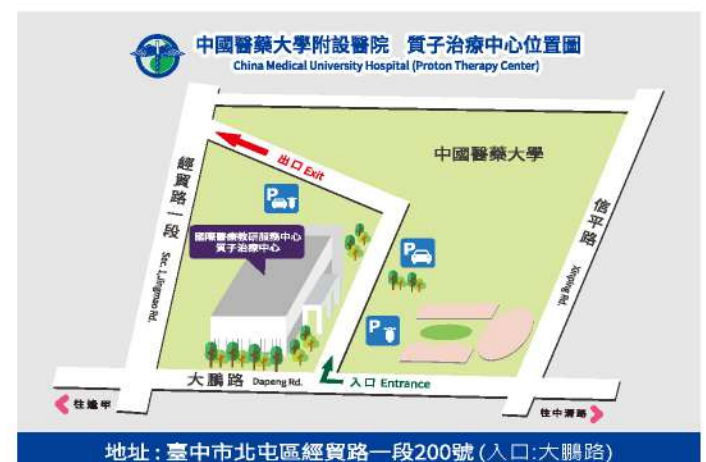 中國醫藥大學附設醫院 質子治療中心位置圖
China Medical University Hospital (Proton Therapy Center)
出口 Exit
中國醫藥大學
經貿路一段
Sec. 1, Jingmao Rd.
P
國際醫療教研服務中心
質子治療中心
P
信平路
Xinping Rd.
P
大鵬路 Dapeng Rd.
入口 Entrance
往逢甲
往中清路
地址:臺中市北屯區經貿路一段200號(入口:大鵬路)